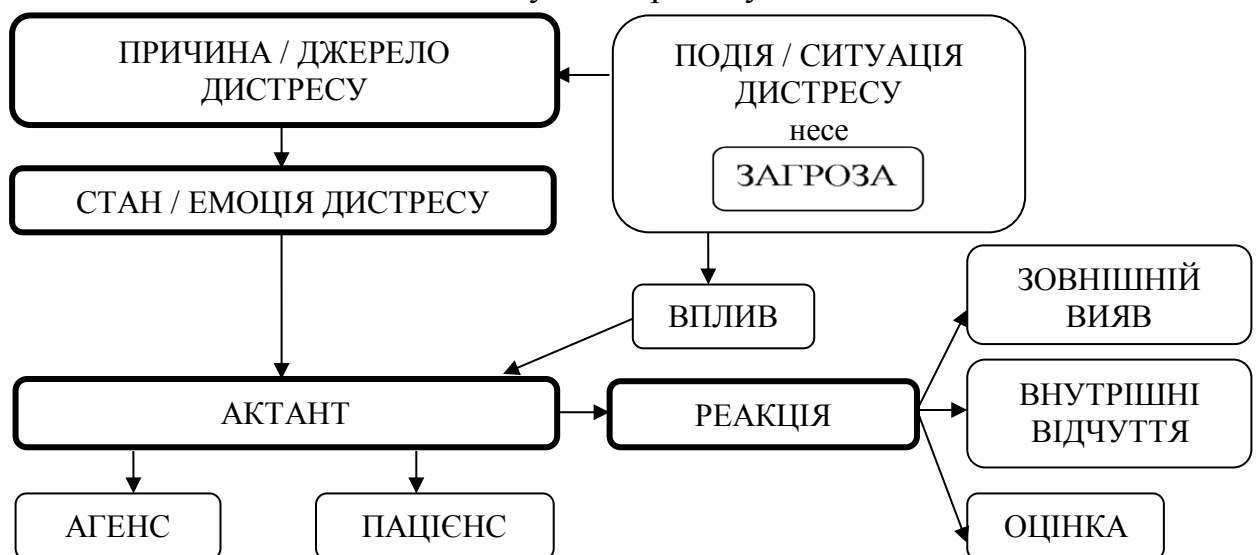 ПРИЧИНА / ДЖЕРЕЛО
ДИСТРЕСУ
ПОДІЯ / СИТУАЦІЯ
ДИСТРЕСУ
несе
ЗАГРОЗА
СТАН / ЕМОЦІЯ ДИСТРЕСУ
ВПЛИВ
ЗОВНІШНІЙ
ВИЯВ
АКТАНТ
РЕАКЦІЯ
ВНУТРІШНІ
ВІДЧУТТЯ
АГЕНС
ПАЦІЄНС
ОЦІНКА